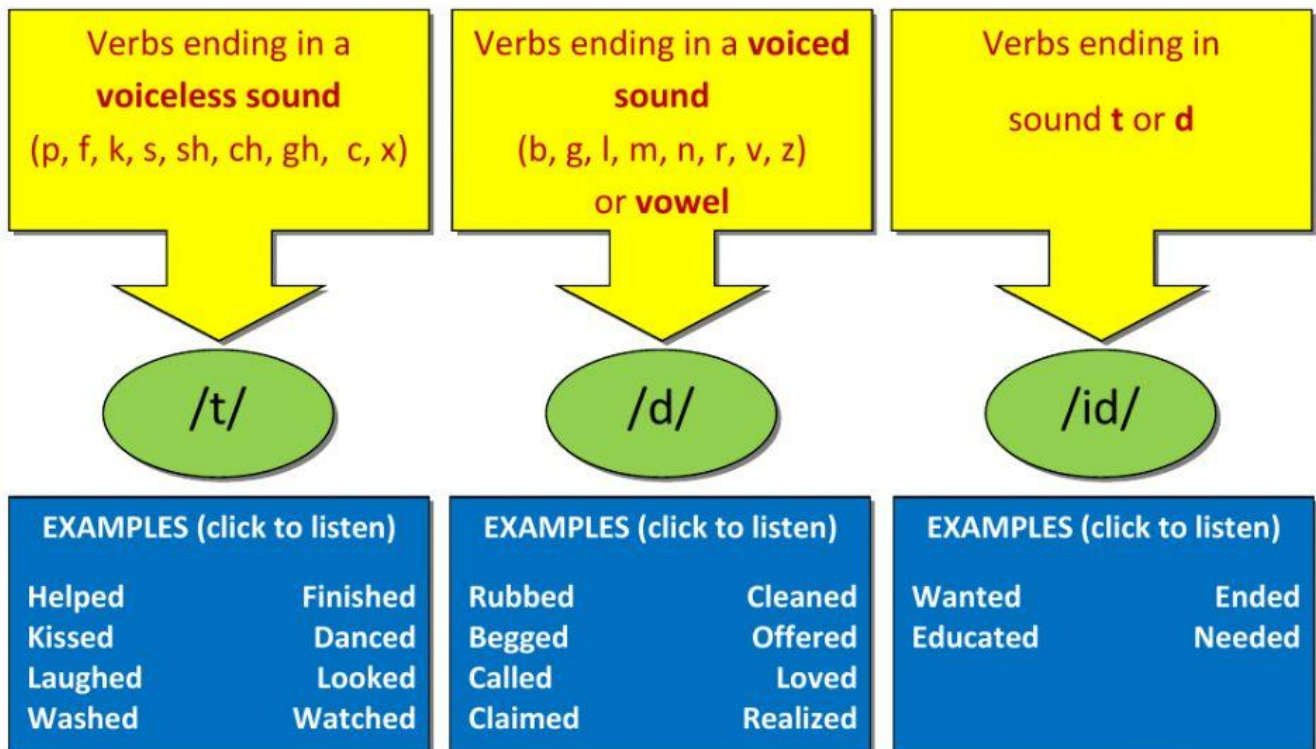 Verbs ending in a
voiceless sound
(p, f, k, s, sh, ch, gh, c, x)
/t/
EXAMPLES (click to listen)
Helped Finished
Kissed Danced
Laughed Looked
Washed Watched
Verbs ending in a voiced
sound
(b, g, l, m, n, r, v, z)
or vowel
/d/
EXAMPLES (click to listen)
Rubbed Cleaned
Begged Offered
Called Loved
Claimed Realized
Verbs ending in
sound t or d
/id/
EXAMPLES (click to listen)
Wanted Ended
Educated Needed